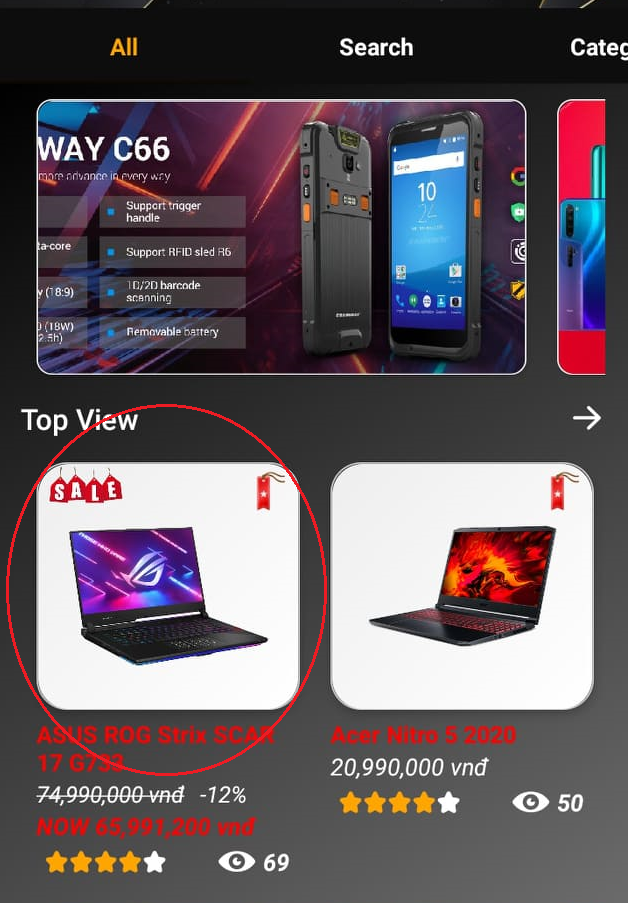 All Search Categ
WAY C66
more advance in every way
Support trigger
handle
ta-core
Support RFID sled R6
y (18:9)
1D/2D barcode
scanning
(18W)
2.5h)
Removable battery
10
24
Google
Top View
SALE
ASUS ROG Strix SCAR
17 G733
74,990,000 vnđ -12%
NOW 65,991,200 vnđ
69
Acer Nitro 5 2020
20,990,000 vnđ
50